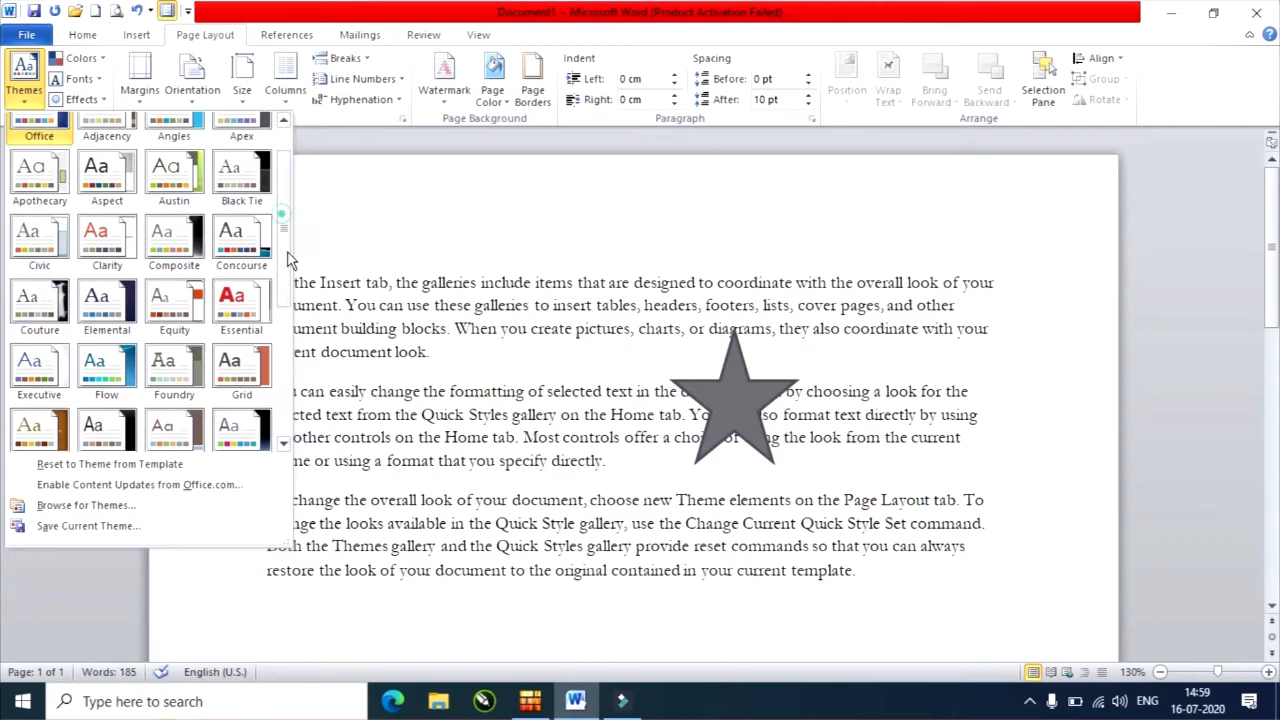 Document1 - Microsoft Word (Product Activation Failed)
File Home Insert Page Layout References Mailings Review View
Themes
Colors
Fonts
Effects
Margins
Orientation
Size
Columns
Breaks
Line Numbers
Hyphenation
Watermark
Page Color
Page Borders
Page Background
Indent
Left: 0 cm
Right: 0 cm
Spacing
Before: 0 pt
After: 10 pt
Paragraph
Position
Wrap Text
Bring Forward
Send Backward
Selection Pane
Align
Group
Rotate
Arrange
Office Adjacency Angles Apex
Apothecary Aspect Austin Black Tie
Civic Clarity Composite Concourse
Couture Elemental Equity Essential
Executive Flow Foundry Grid
Reset to Theme from Template
Enable Content Updates from Office.com...
Browse for Themes...
Save Current Theme...
the Insert tab, the galleries include items that are designed to coordinate with the overall look of your
ument. You can use these galleries to insert tables, headers, footers, lists, cover pages, and other
ument building blocks. When you create pictures, charts, or diagrams, they also coordinate with your
ent document look.
can easily change the formatting of selected text in the d by choosing a look for the
cted text from the Quick Styles gallery on the Home tab. Yo so format text directly by using
other controls on the Home tab. Most controls offer a choi of ng the look from the current
me or using a format that you specify directly.
change the overall look of your document, choose new Theme elements on the Page Layout tab. To
nge the looks available in the Quick Style gallery, use the Change Current Quick Style Set command.
Both the Themes gallery and the Quick Styles gallery provide reset commands so that you can always
restore the look of your document to the original contained in your current template.
Page: 1 of 1 Words: 185 English (U.S.) 130%
Type here to search
ENG
14:59
16-07-2020